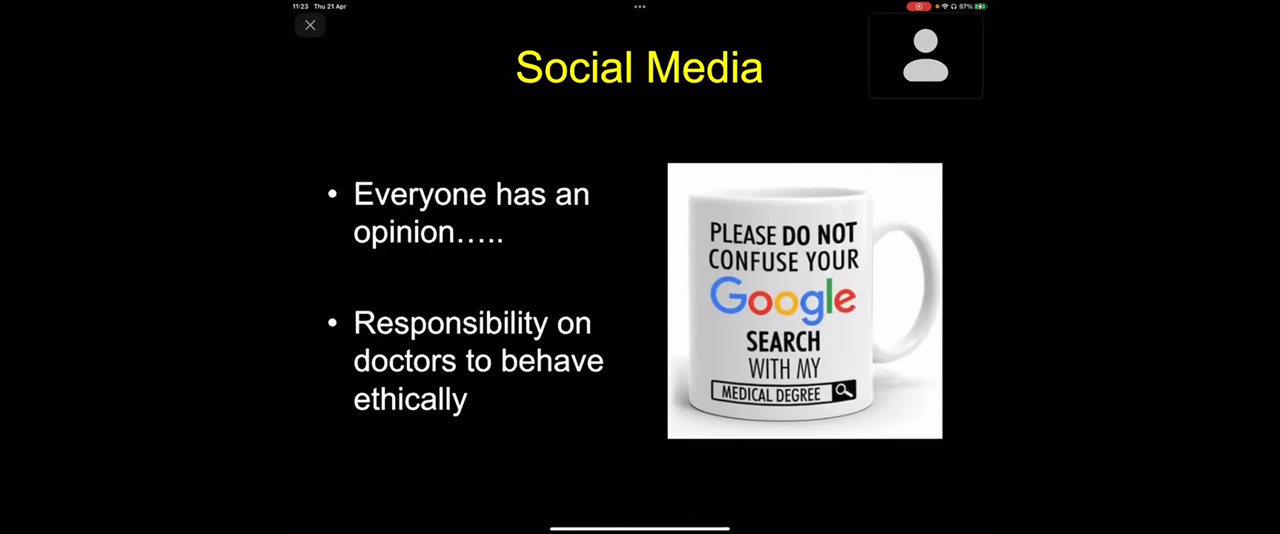 11:23 Thu 21 Apr
97%
Social Media
• Everyone has an
opinion…..
• Responsibility on
doctors to behave
ethically
PLEASE DO NOT
CONFUSE YOUR
Google
SEARCH
WITH MY
MEDICAL DEGREE